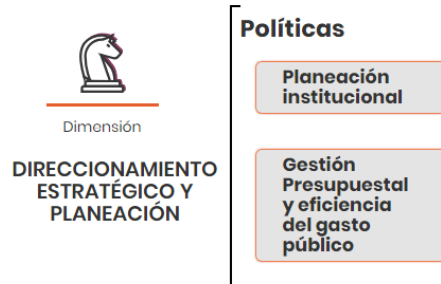 Dimensión
DIRECCIONAMIENTO
ESTRATÉGICO Y
PLANEACIÓN
Políticas
Planeación
institucional
Gestión
Presupuestal
y eficiencia
del gasto
público